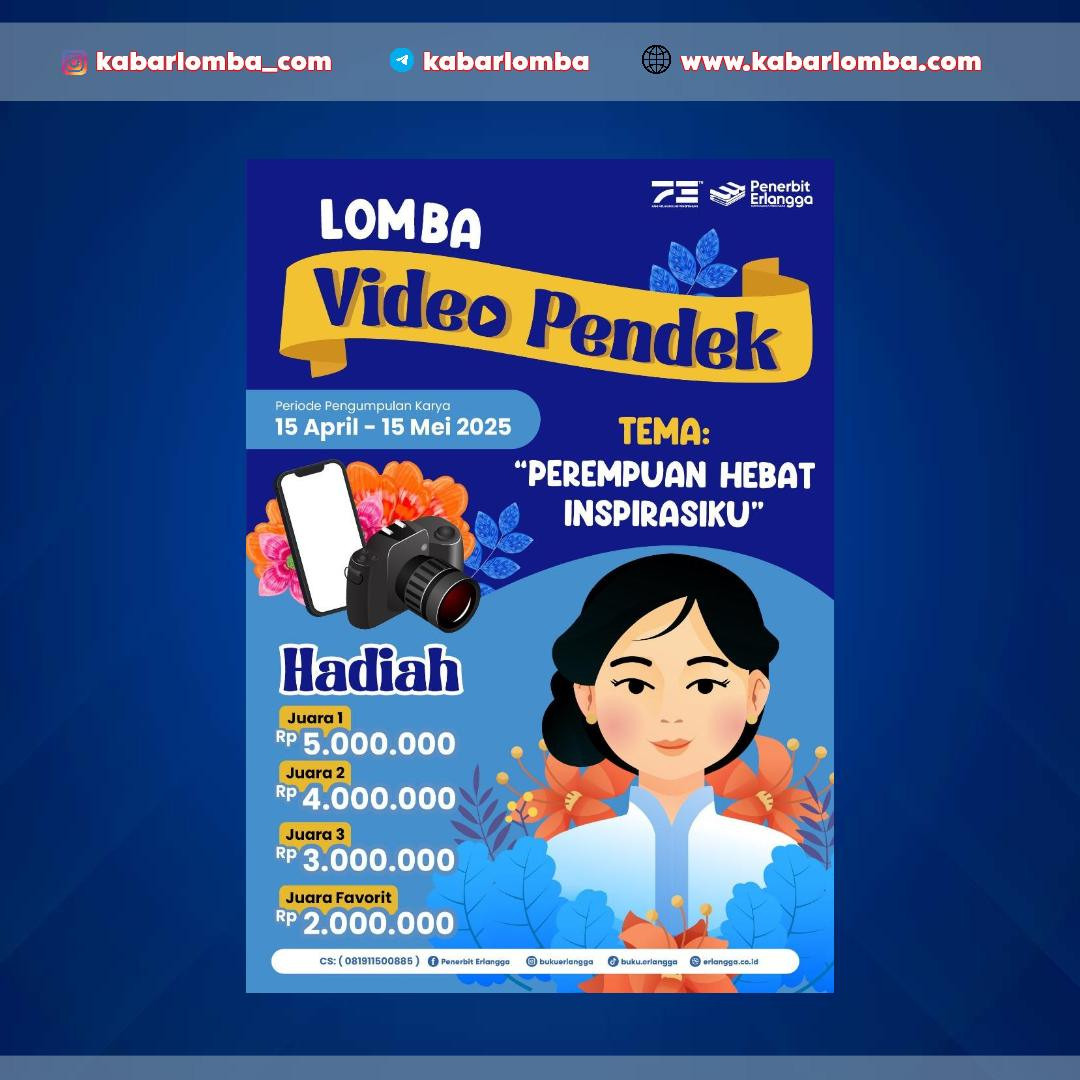 kabarlomba_com
kabarlomba
www.kabarlomba.com
Penerbit
Erlangga
LOMBA
Video Pendek
Periode Pengumpulan Karya
15 April - 15 Mei 2025
TEMA:
“PEREMPUAN HEBAT
INSPIRASIKU”
Hadiah
Juara 1
Rp 5.000.000
Juara 2
Rp 4.000.000
Juara 3
Rp 3.000.000
Juara Favorit
Rp 2.000.000
CS: ( 081911500885 ) Penerbit Erlangga bukuerlangga buku.erlangga erlangga.co.id